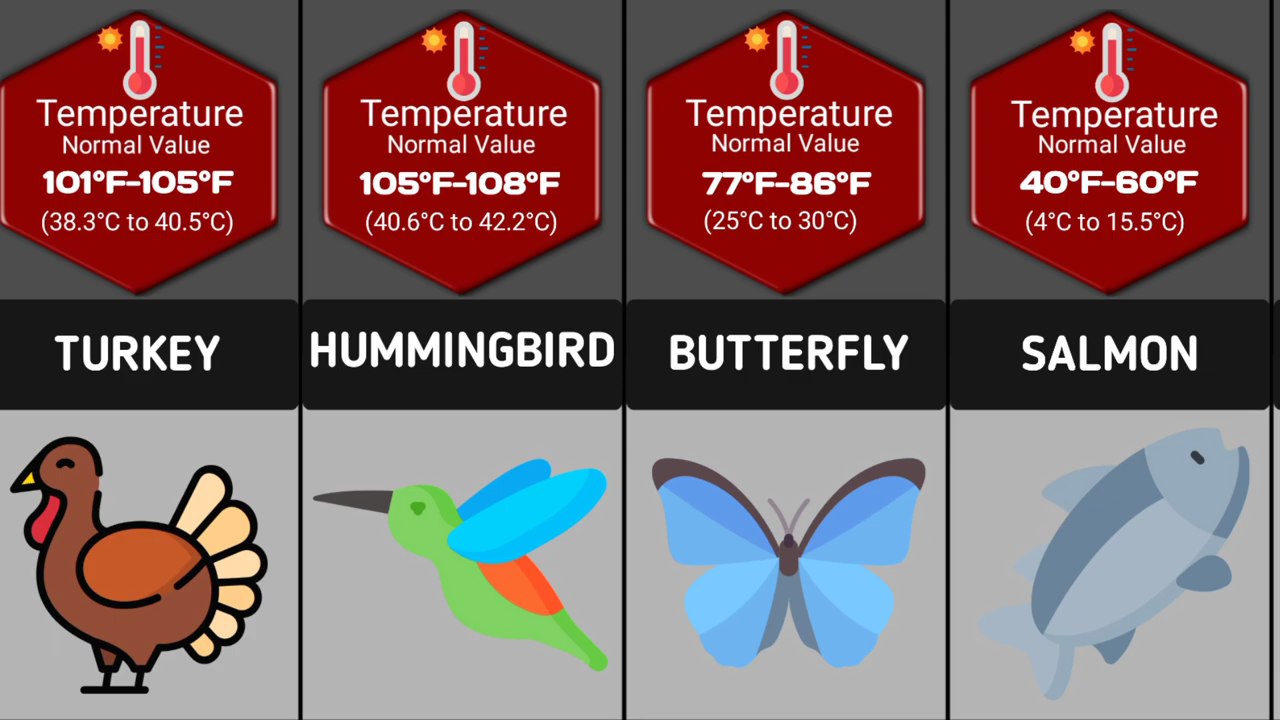 Temperature
Normal Value
101°F-105°F
(38.3°C to 40.5°C)
TURKEY
Temperature
Normal Value
105°F-108°F
(40.6°C to 42.2°C)
HUMMINGBIRD
Temperature
Normal Value
77°F-86°F
(25°C to 30°C)
BUTTERFLY
Temperature
Normal Value
40°F-60°F
(4°C to 15.5°C)
SALMON